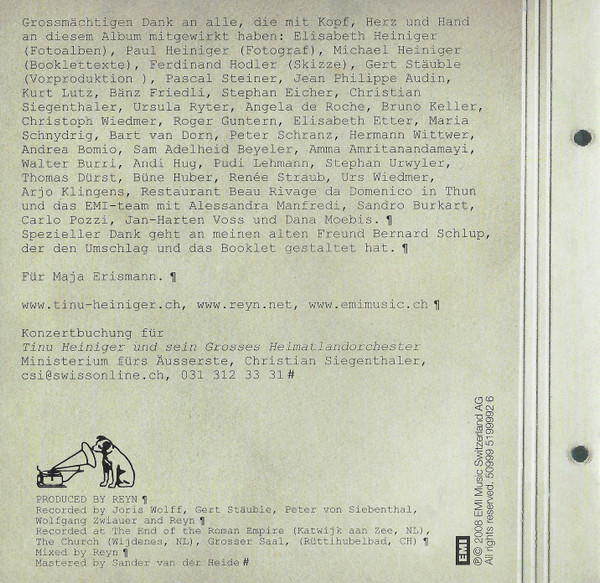 Grossmächtigen Dank an alle, die mit Kopf, Herz und Hand
an diesem Album mitgewirkt haben: Elisabeth Heiniger
(Fotoalben), Paul Heiniger (Fotograf), Michael Heiniger
(Booklettexte), Ferdinand Hodler (Skizze), Gert Stäuble
(Vorproduktion ), Pascal Steiner, Jean Philippe Audin,
Kurt Lutz, Bänz Friedli, Stephan Eicher, Christian
Siegenthaler, Ursula Ryter, Angela de Roche, Bruno Keller,
Christoph Wiedmer, Roger Guntern, Elisabeth Etter, Maria
Schnydrig, Bart van Dorn, Peter Schranz, Hermann Wittwer,
Andrea Bomio, Sam Adelheid Beyeler, Amma Amritanandamayi,
Walter Burri, Andi Hug, Pudi Lehmann, Stephan Urwyler,
Thomas Dürst, Büne Huber, Renée Straub, Urs Wiedmer,
Arjo Klingens, Restaurant Beau Rivage da Domenico in Thun
und das EMI-team mit Alessandra Manfredi, Sandro Burkart,
Carlo Pozzi, Jan-Harten Voss und Dana Moebis. ¶
Spezieller Dank geht an meinen alten Freund Bernard Schlup,
der den Umschlag und das Booklet gestaltet hat. ¶
Für Maja Erismann. ¶
www.tinu-heiniger.ch, www.reyn.net, www.emimusic.ch ¶
Konzertbuchung für
Tinu Heiniger und sein Grosses Heimatlandorchester
Ministerium fürs Äusserste, Christian Siegenthaler,
csi@swissonline.ch, 031 312 33 31 #
PRODUCED BY REYN ¶
Recorded by Joris Wolff, Gert Stäuble, Peter von Siebenthal,
Wolfgang Zwiauer and Reyn ¶
Recorded at The End of the Roman Empire (Katwijk aan Zee, NL),
The Church (Wijdenes, NL), Grosser Saal, (Rüttihubelbad, CH) ¶
Mixed by Reyn ¶
Mastered by Sander van der Heide #
EMI
℗© 2008 EMI Music Switzerland AG
All rights reserved. 50999 5199992 6